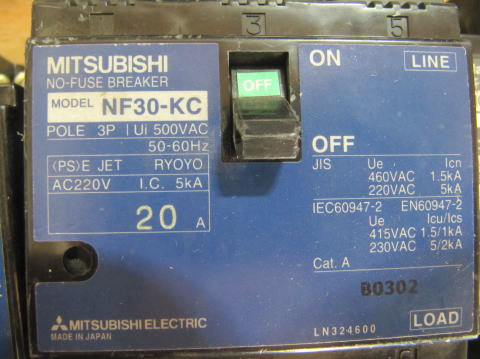 3 5
MITSUBISHI
NO-FUSE BREAKER
MODEL NF30-KC
POLE 3P Ui 500VAC
50-60Hz
(PS)E JET RYOYO
AC220V I.C. 5kA
20 A
MITSUBISHI ELECTRIC
MADE IN JAPAN
OFF
ON LINE
OFF
JIS Ue Icn
460VAC 1.5kA
220VAC 5kA
IEC60947-2 EN60947-2
Ue Icu/Ics
415VAC 1.5/1kA
230VAC 5/2kA
Cat. A
B0302
LN324600 LOAD